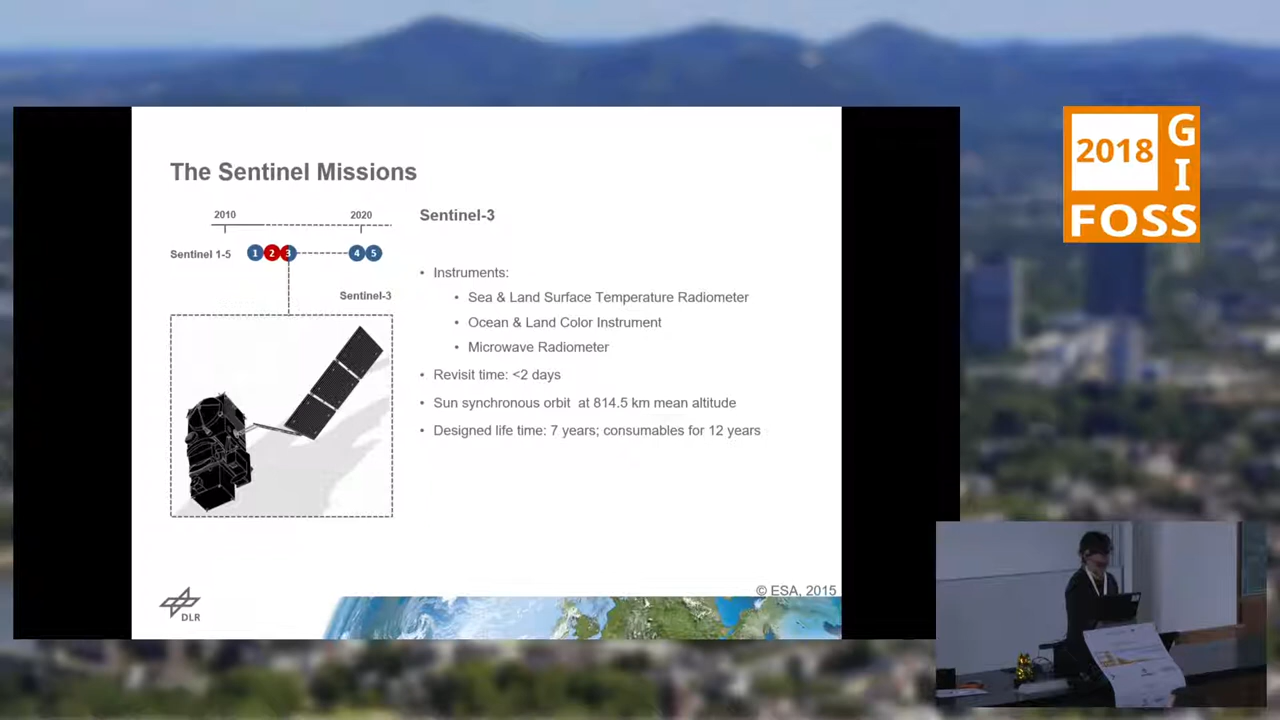 The Sentinel Missions
2010 2020
Sentinel 1-5 1 2 3 4 5
Sentinel-3
Sentinel-3
• Instruments:
• Sea & Land Surface Temperature Radiometer
• Ocean & Land Color Instrument
• Microwave Radiometer
• Revisit time: <2 days
• Sun synchronous orbit at 814.5 km mean altitude
• Designed life time: 7 years; consumables for 12 years
© ESA, 2015
DLR
2018 GI
FOSS